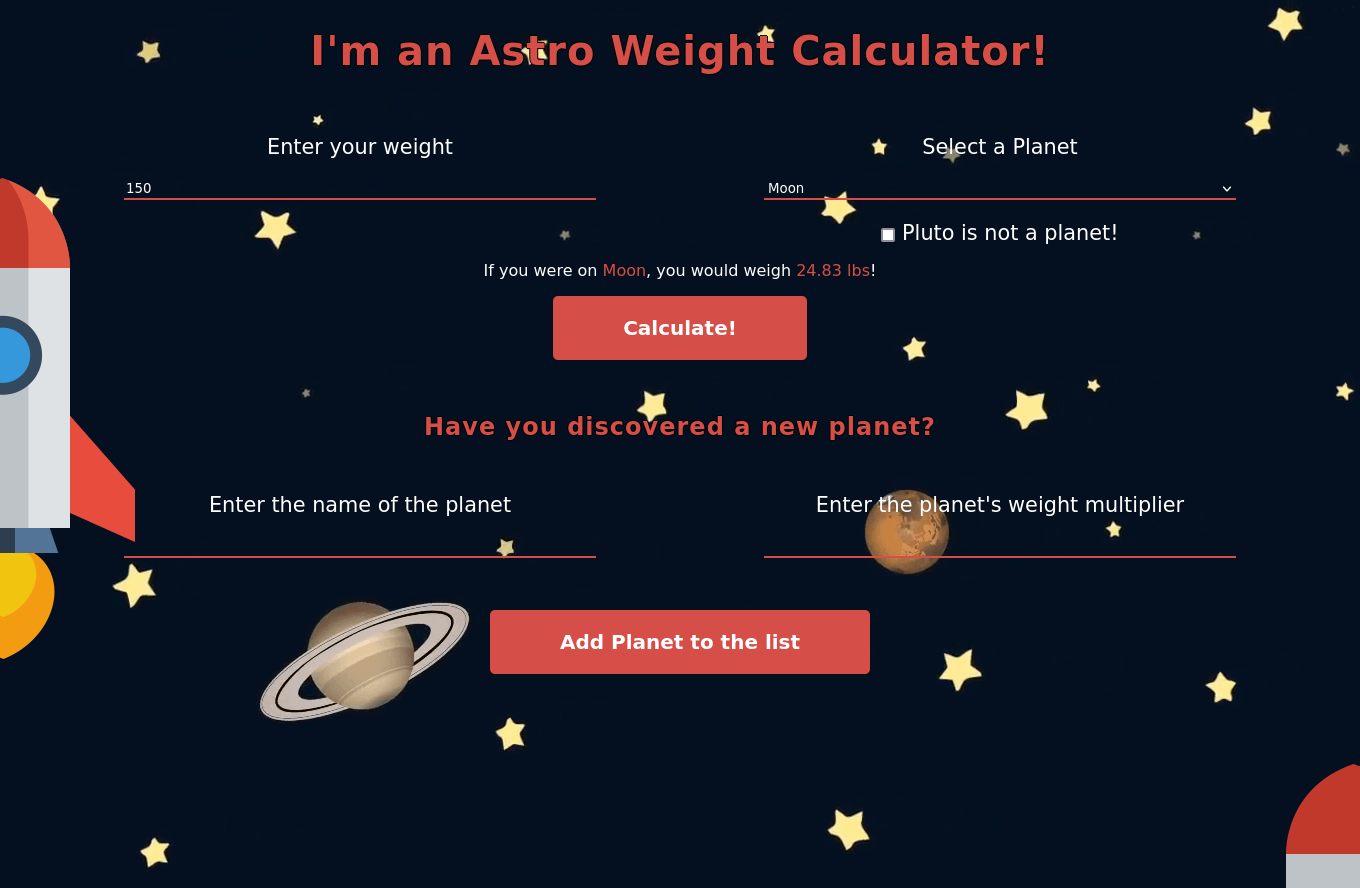 I'm an Astro Weight Calculator!
Enter your weight
Select a Planet
150
Moon
Pluto is not a planet!
If you were on Moon, you would weigh 24.83 lbs!
Calculate!
Have you discovered a new planet?
Enter the name of the planet
Enter the planet's weight multiplier
Add Planet to the list